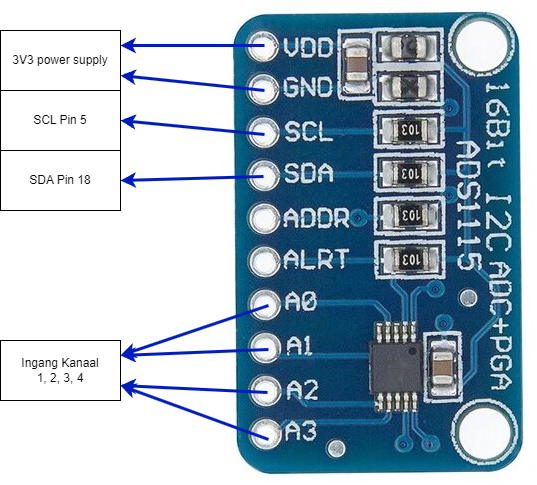 3V3 power supply
SCL Pin 5
SDA Pin 18
Ingang Kanaal
1, 2, 3, 4
VDD
GND
SCL
SDA
ADDR
ALRT
A0
A1
A2
A3
103
103
103
103
16Bit I2C ADC+PGA
ADS1115